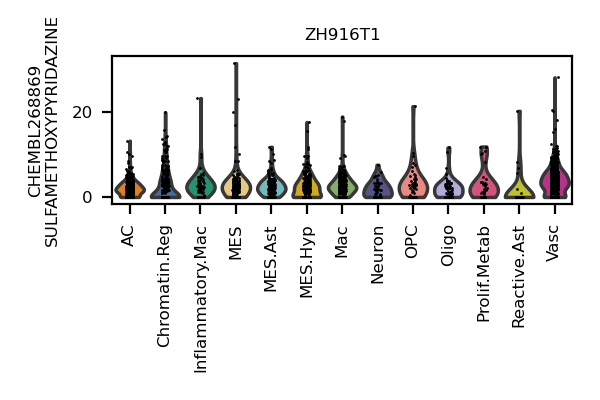 ZH916T1
CHEMBL268869
SULFAMETHOXYPYRIDAZINE
20
0
AC
Chromatin.Reg
Inflammatory.Mac
MES
MES.Ast
MES.Hyp
Mac
Neuron
OPC
Oligo
Prolif.Metab
Reactive.Ast
Vasc